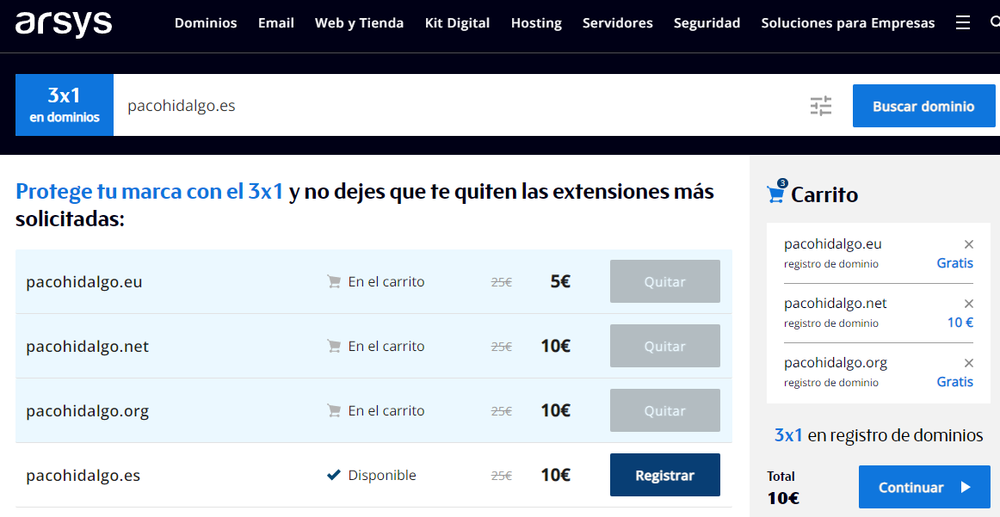 arsys
Dominios Email Web y Tienda Kit Digital Hosting Servidores Seguridad Soluciones para Empresas
3x1
en dominios
pacohidalgo.es
Buscar dominio
Protege tu marca con el 3x1 y no dejes que te quiten las extensiones más
solicitadas:
pacohidalgo.eu En el carrito 25€ 5€ Quitar
pacohidalgo.net En el carrito 25€ 10€ Quitar
pacohidalgo.org En el carrito 25€ 10€ Quitar
pacohidalgo.es Disponible 25€ 10€ Registrar
3 Carrito
pacohidalgo.eu
registro de dominio Gratis
pacohidalgo.net
registro de dominio 10 €
pacohidalgo.org
registro de dominio Gratis
3x1 en registro de dominios
Total
10€
Continuar